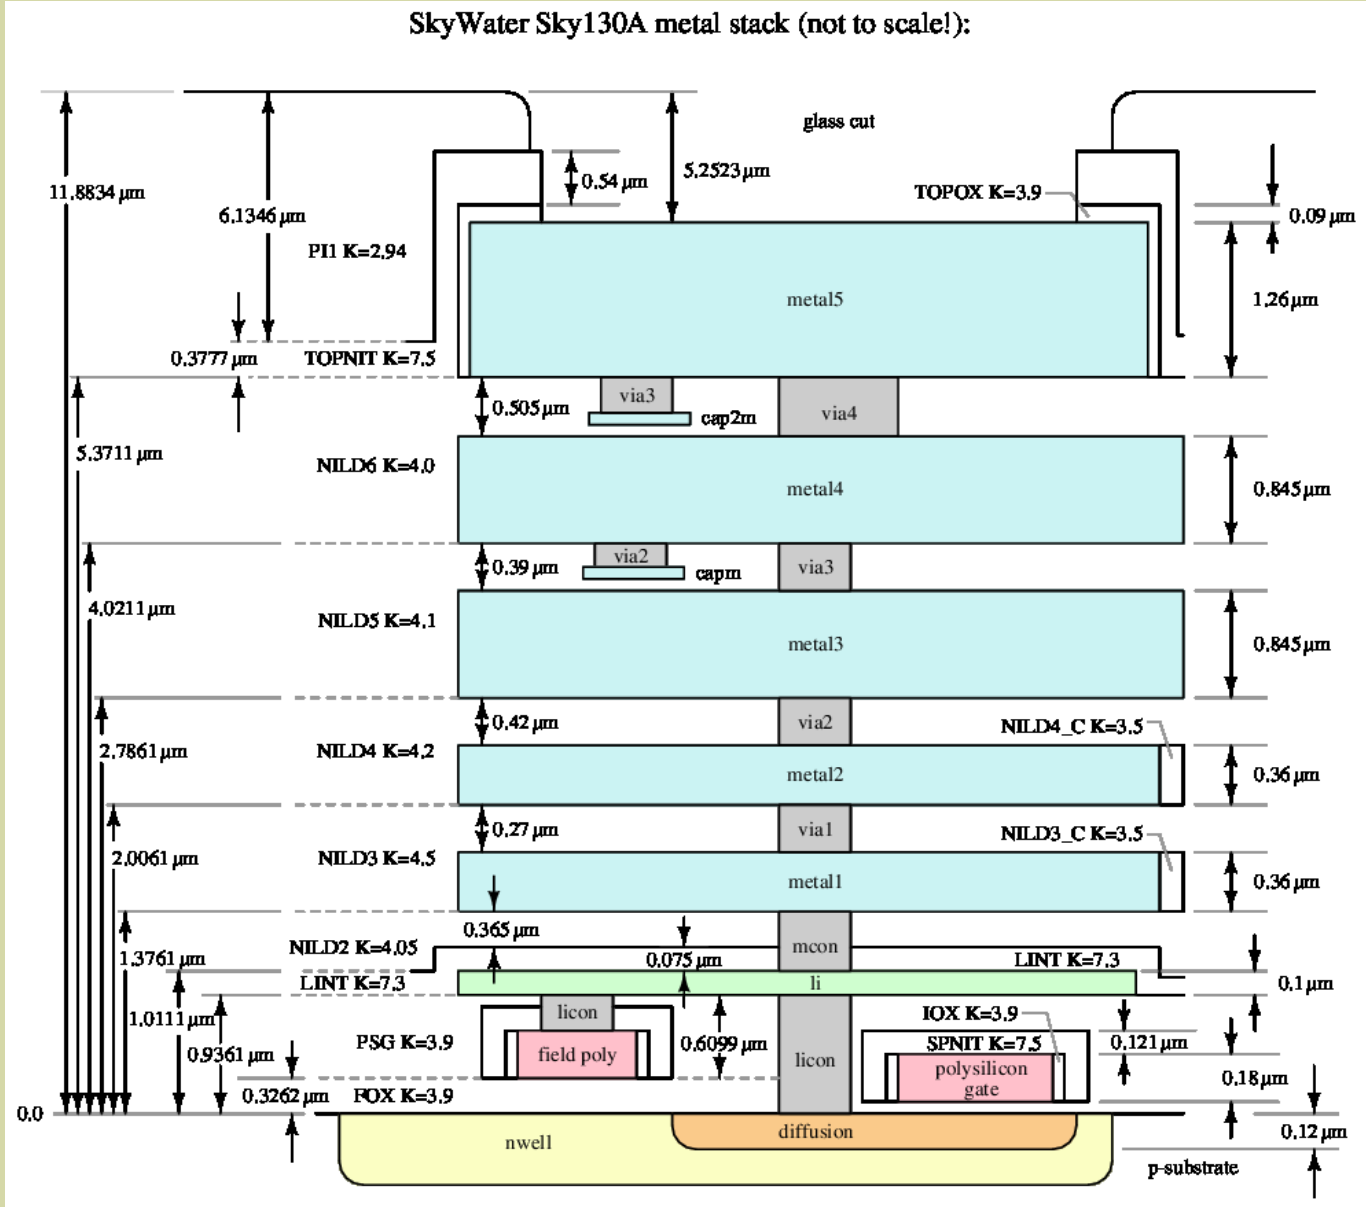 SkyWater Sky130A metal stack (not to scale!):
glass cut
11.8834 µm
0.54 µm
5.2523 µm
TOPOX K=3.9
6.1346 µm
0.09 µm
PI1 K=2.94
metal5
1.26 µm
0.3777 µm
TOPNIT K=7.5
via3
0.505 µm
via4
cap2m
5.3711 µm
NILD6 K=4.0
metal4
0.845 µm
via2
0.39 µm
via3
capm
4.0211 µm
NILD5 K=4.1
metal3
0.845 µm
0.42 µm
via2
NILD4_C K=3.5
2.7861 µm
NILD4 K=4.2
metal2
0.36 µm
0.27 µm
via1
NILD3_C K=3.5
2.0061 µm
NILD3 K=4.5
metal1
0.36 µm
0.365 µm
NILD2 K=4.05
mcon
1.3761 µm
0.075 µm
LINT K=7.3
LINT K=7.3
li
0.1 µm
1.0111 µm
licon
IOX K=3.9
PSG K=3.9
0.6099 µm
SPNIT K=7.5
0.121 µm
0.9361 µm
field poly
licon
polysilicon
gate
0.18 µm
0.3262 µm
FOX K=3.9
0.0
diffusion
0.12 µm
nwell
p-substrate